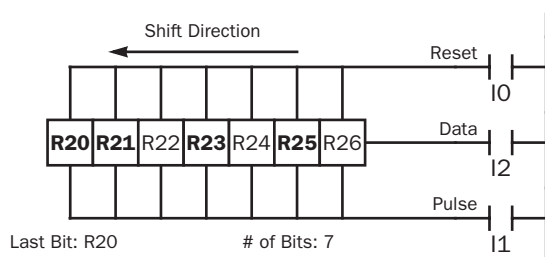 Shift Direction
Reset
I0
R20 R21 R22 R23 R24 R25 R26
Data
I2
Pulse
I1
Last Bit: R20
# of Bits: 7